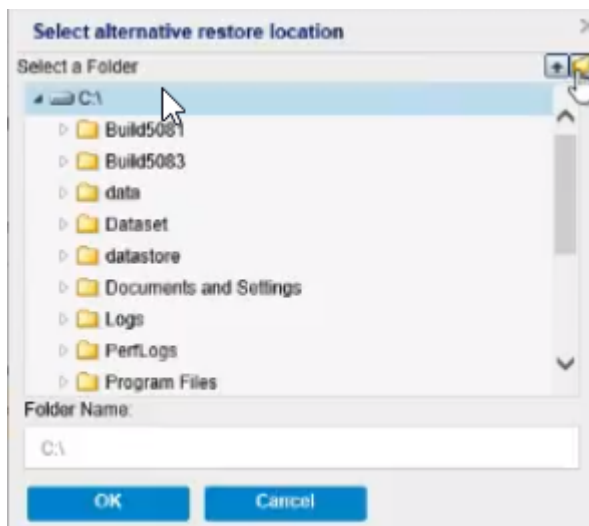 Select alternative restore location
Select a Folder
C:\
Build5081
Build5083
data
Dataset
datastore
Documents and Settings
Logs
PerfLogs
Program Files
Folder Name:
C:\
OK
Cancel